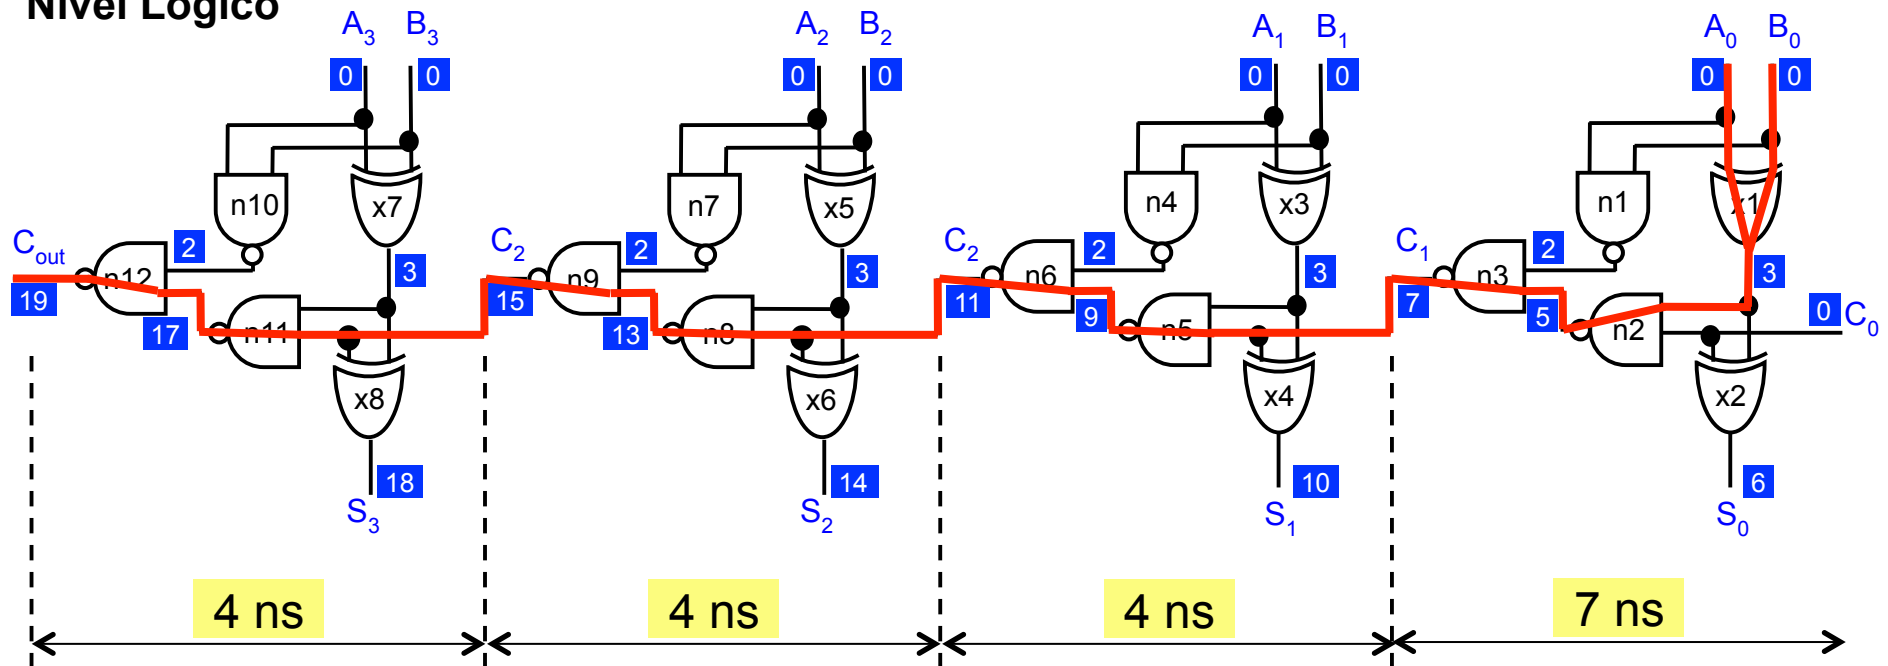 Nivel Lógico
A3 B3 A2 B2 A1 B1 A0 B0
0 0 0 0 0 0 0 0
n10 x7 n7 x5 n4 x3 n1 x1
Cout 2 C2 2 C2 2 C1 2
n12 3 n9 3 n6 3 n3 3
19 15 11 7 0 C0
17 n11 13 n8 9 n5 5 n2
x8 x6 x4 x2
18 14 10 6
S3 S2 S1 S0
4 ns 4 ns 4 ns 7 ns